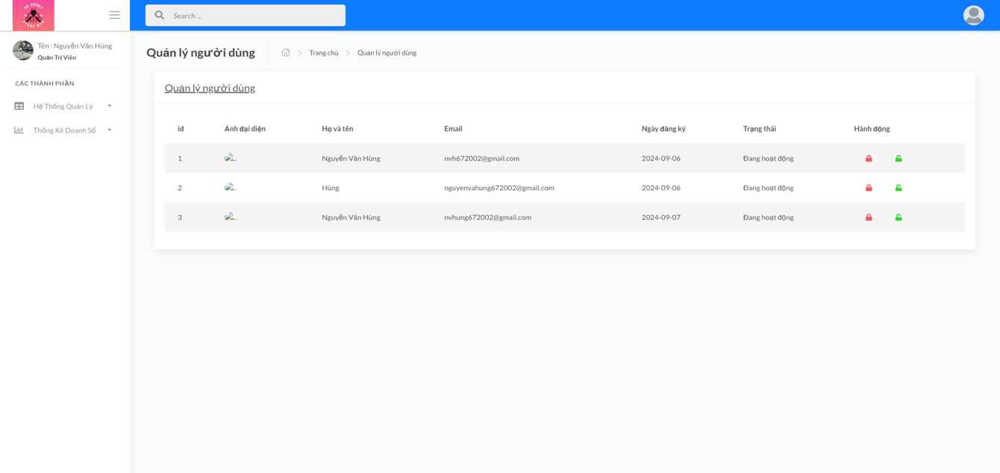 Search ...
Tên : Nguyễn Văn Hùng
Quản Trị Viên
CÁC THÀNH PHẦN
Hệ Thống Quản Lý
Thống Kê Doanh Số
Quản lý người dùng
Trang chủ
Quản lý người dùng
Quản lý người dùng
id Ảnh đại diện Họ và tên Email Ngày đăng ký Trạng thái Hành động
1 Nguyễn Văn Hùng nvh672002@gmail.com 2024-09-06 Đang hoạt động
2 Hùng nguyenvahung672002@gmail.com 2024-09-06 Đang hoạt động
3 Nguyễn Văn Hùng nvhung672002@gmail.com 2024-09-07 Đang hoạt động